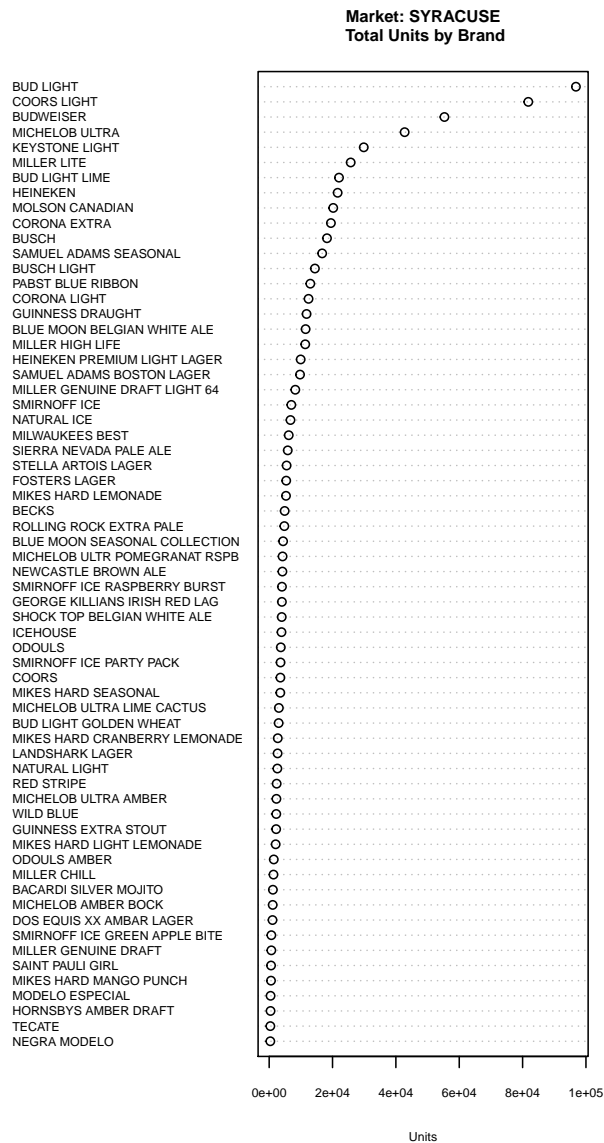 Market: SYRACUSE
Total Units by Brand
BUD LIGHT
COORS LIGHT
BUDWEISER
MICHELOB ULTRA
KEYSTONE LIGHT
MILLER LITE
BUD LIGHT LIME
HEINEKEN
MOLSON CANADIAN
CORONA EXTRA
BUSCH
SAMUEL ADAMS SEASONAL
BUSCH LIGHT
PABST BLUE RIBBON
CORONA LIGHT
GUINNESS DRAUGHT
BLUE MOON BELGIAN WHITE ALE
MILLER HIGH LIFE
HEINEKEN PREMIUM LIGHT LAGER
SAMUEL ADAMS BOSTON LAGER
MILLER GENUINE DRAFT LIGHT 64
SMIRNOFF ICE
NATURAL ICE
MILWAUKEES BEST
SIERRA NEVADA PALE ALE
STELLA ARTOIS LAGER
FOSTERS LAGER
MIKES HARD LEMONADE
BECKS
ROLLING ROCK EXTRA PALE
BLUE MOON SEASONAL COLLECTION
MICHELOB ULTR POMEGRANAT RSPB
NEWCASTLE BROWN ALE
SMIRNOFF ICE RASPBERRY BURST
GEORGE KILLIANS IRISH RED LAG
SHOCK TOP BELGIAN WHITE ALE
ICEHOUSE
ODOULS
SMIRNOFF ICE PARTY PACK
COORS
MIKES HARD SEASONAL
MICHELOB ULTRA LIME CACTUS
BUD LIGHT GOLDEN WHEAT
MIKES HARD CRANBERRY LEMONADE
LANDSHARK LAGER
NATURAL LIGHT
RED STRIPE
MICHELOB ULTRA AMBER
WILD BLUE
GUINNESS EXTRA STOUT
MIKES HARD LIGHT LEMONADE
ODOULS AMBER
MILLER CHILL
BACARDI SILVER MOJITO
MICHELOB AMBER BOCK
DOS EQUIS XX AMBAR LAGER
SMIRNOFF ICE GREEN APPLE BITE
MILLER GENUINE DRAFT
SAINT PAULI GIRL
MIKES HARD MANGO PUNCH
MODELO ESPECIAL
HORNSBYS AMBER DRAFT
TECATE
NEGRA MODELO
0e+00 2e+04 4e+04 6e+04 8e+04 1e+05
Units